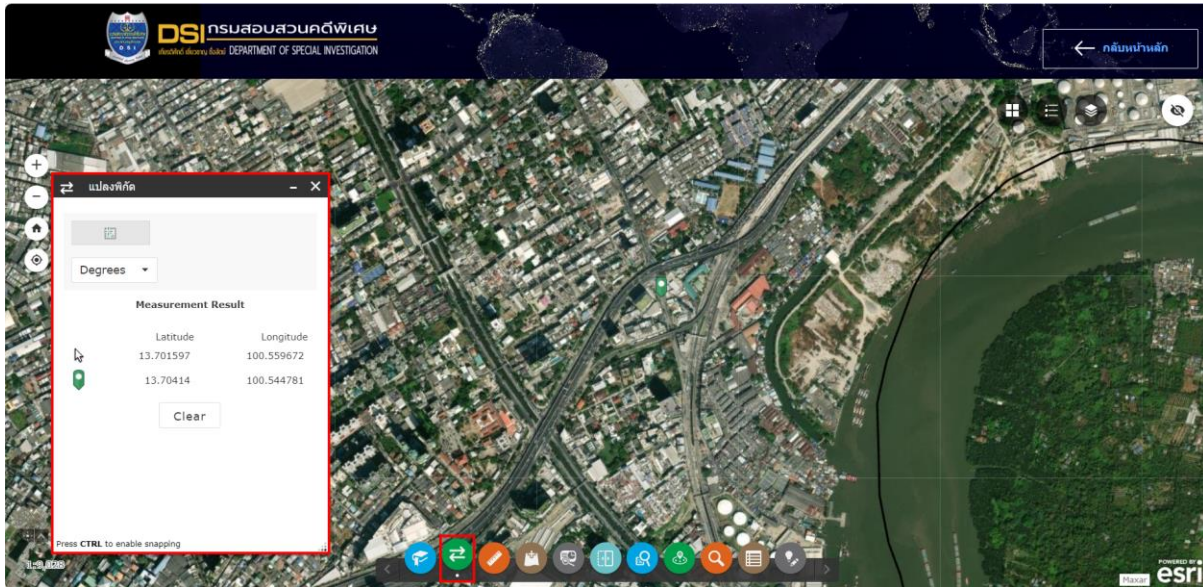 DSI กรมสอบสวนคดีพิเศษ
DEPARTMENT OF SPECIAL INVESTIGATION
กลับหน้าหลัก
แปลงพิกัด
Degrees
Measurement Result
Latitude Longitude
13.701597 100.559672
13.70414 100.544781
Clear
Press CTRL to enable snapping
Maxar
POWERED BY
esri